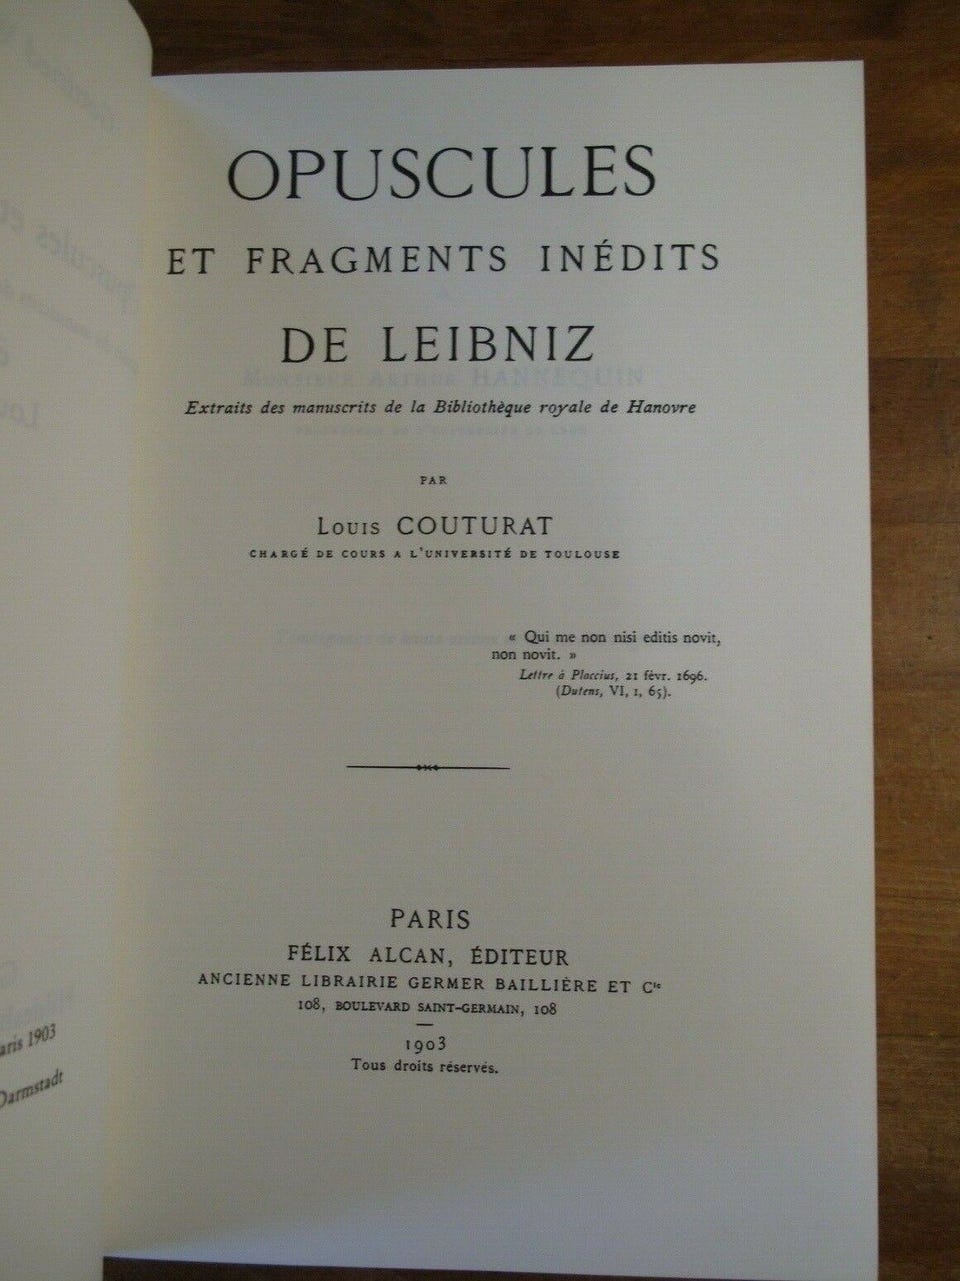 OPUSCULES
ET FRAGMENTS INÉDITS
DE LEIBNIZ
Extraits des manuscrits de la Bibliothèque royale de Hanovre
PAR
Louis COUTURAT
CHARGÉ DE COURS A L'UNIVERSITÉ DE TOULOUSE
« Qui me non nisi editis novit,
non novit. »
Lettre à Placcius, 21 févr. 1696.
(Dutens, VI, 1, 65).
PARIS
FÉLIX ALCAN, ÉDITEUR
ANCIENNE LIBRAIRIE GERMER BAILLIÈRE ET Cie
108, BOULEVARD SAINT-GERMAIN, 108
1903
Tous droits réservés.
aris 1903
Darmstadt